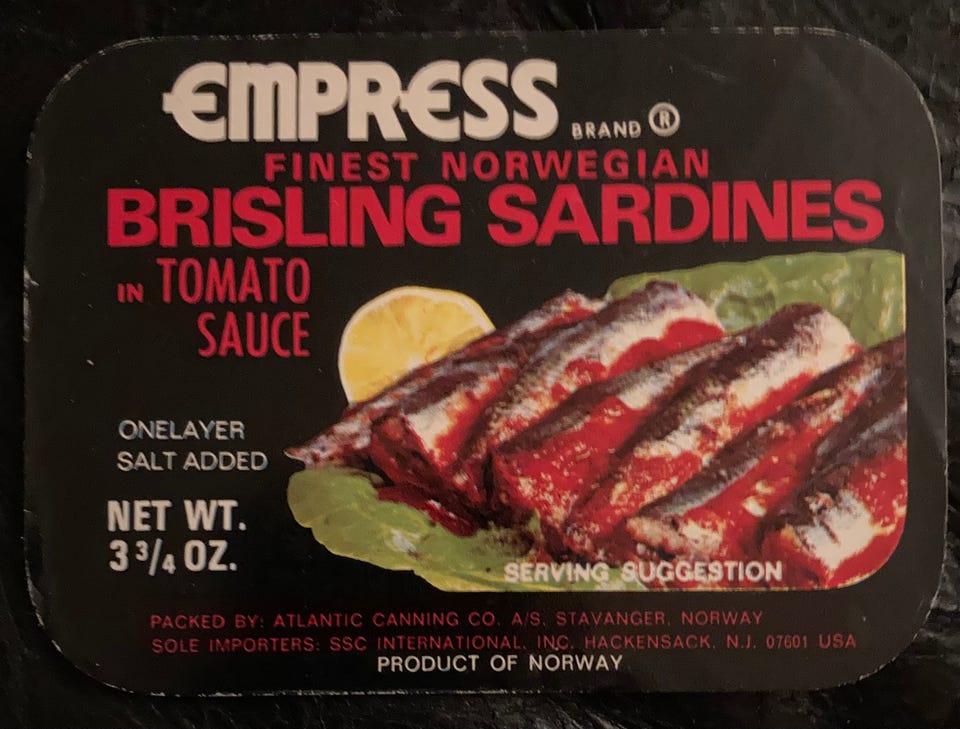 EMPRESS BRAND ®
FINEST NORWEGIAN
BRISLING SARDINES
IN TOMATO
SAUCE
ONELAYER
SALT ADDED
NET WT.
3 3/4 OZ.
SERVING SUGGESTION
PACKED BY: ATLANTIC CANNING CO. A/S, STAVANGER, NORWAY
SOLE IMPORTERS: SSC INTERNATIONAL, INC, HACKENSACK, N.J. 07601 USA
PRODUCT OF NORWAY